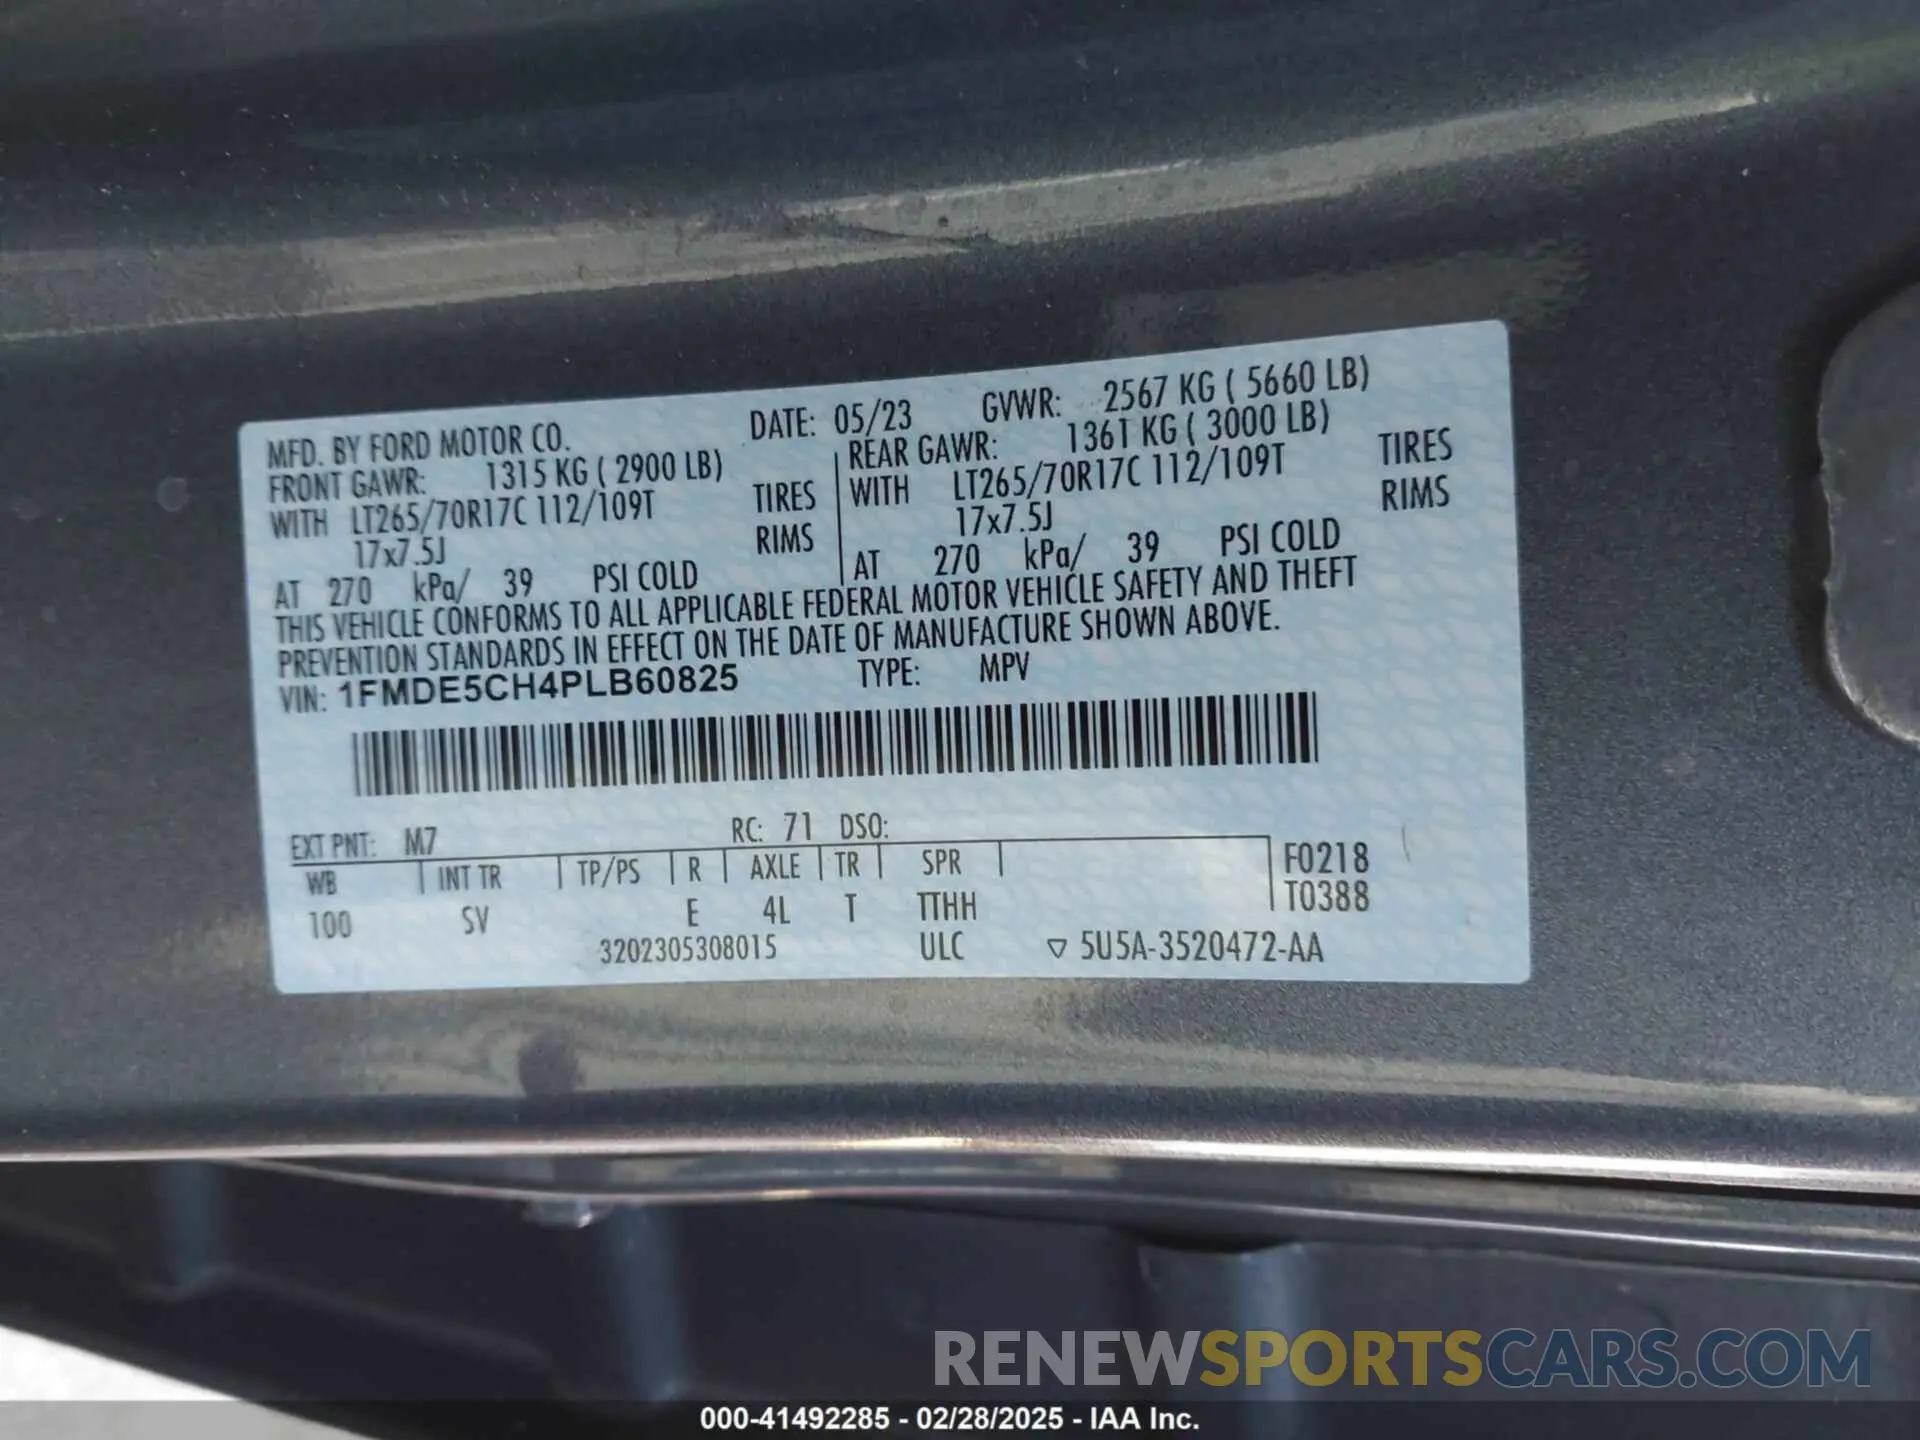 MFD. BY FORD MOTOR CO. DATE: 05/23 GVWR: 2567 KG ( 5660 LB)
FRONT GAWR: 1315 KG ( 2900 LB) REAR GAWR: 1361 KG ( 3000 LB)
WITH LT265/70R17C 112/109T TIRES WITH LT265/70R17C 112/109T TIRES
17x7.5J RIMS 17x7.5J RIMS
AT 270 kPa/ 39 PSI COLD AT 270 kPa/ 39 PSI COLD
THIS VEHICLE CONFORMS TO ALL APPLICABLE FEDERAL MOTOR VEHICLE SAFETY AND THEFT
PREVENTION STANDARDS IN EFFECT ON THE DATE OF MANUFACTURE SHOWN ABOVE.
VIN: 1FMDE5CH4PLB60825 TYPE: MPV
EXT PNT: M7 RC: 71 DSO:
WB INT TR TP/PS R AXLE TR SPR F0218
100 SV E 4L T TTHH T0388
3202305308015 ULC ▽ 5U5A-3520472-AA
RENEWSPORTSCARS.COM
000-41492285 - 02/28/2025 - IAA Inc.